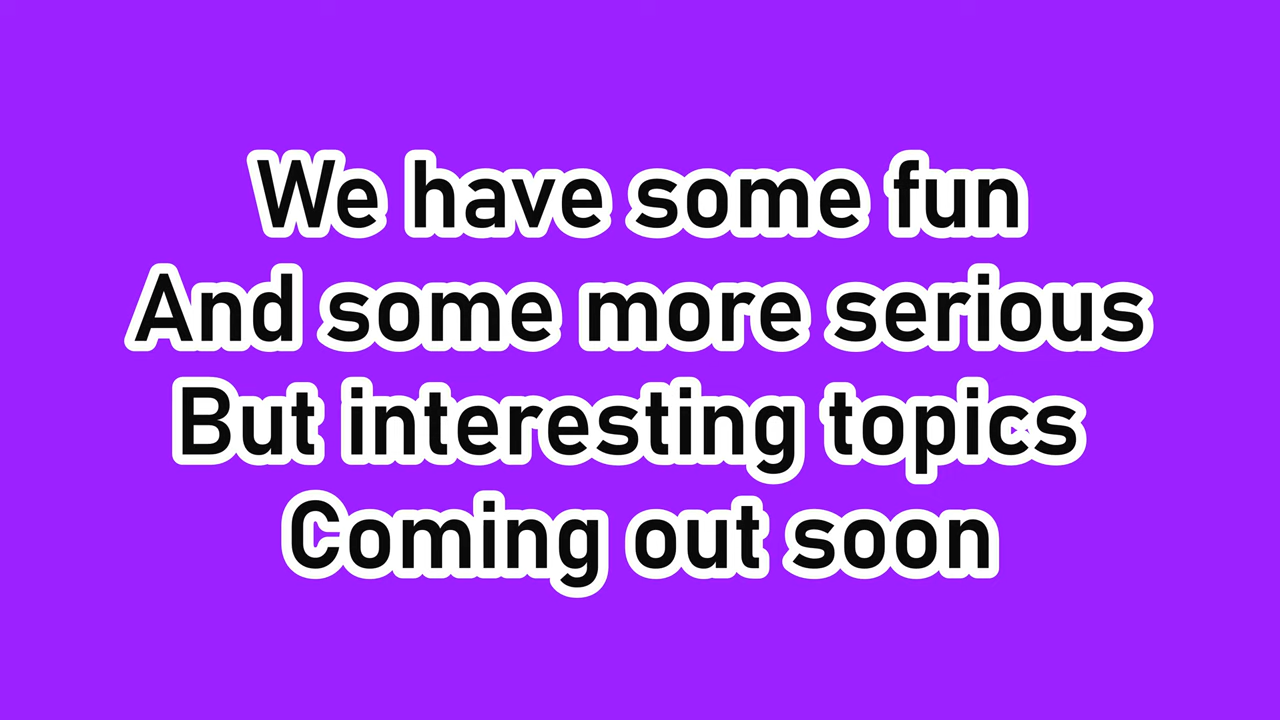 We have some fun
And some more serious
But interesting topics
Coming out soon